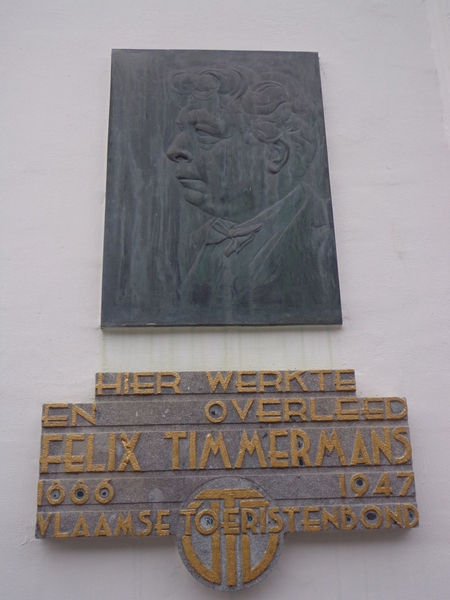 HIER WERKTE
EN OVERLEED
FELIX TIMMERMANS
1886 1947
VLAAMSE TOERISTENBOND